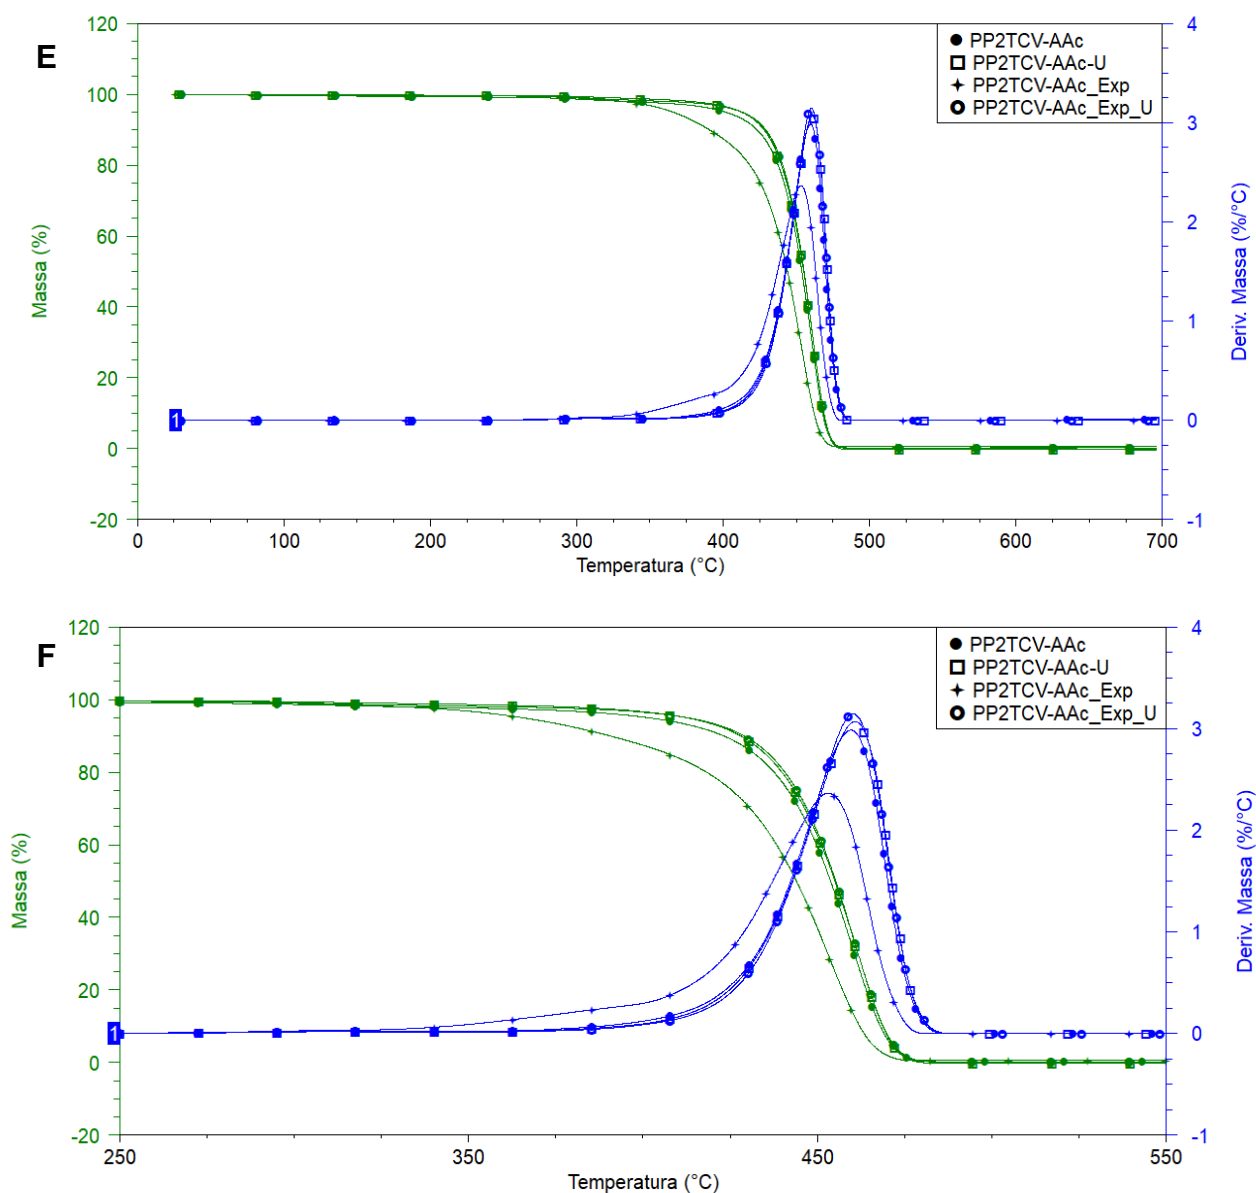 E
120
100
80
60
40
20
0
-20
Massa (%)
4
3
2
1
0
-1
Deriv. Massa (%/°C)
PP2TCV-AAc
PP2TCV-AAc-U
PP2TCV-AAc_Exp
PP2TCV-AAc_Exp_U
1
0 100 200 300 400 500 600 700
Temperatura (°C)
F
120
100
80
60
40
20
0
-20
Massa (%)
4
3
2
1
0
-1
Deriv. Massa (%/°C)
PP2TCV-AAc
PP2TCV-AAc-U
PP2TCV-AAc_Exp
PP2TCV-AAc_Exp_U
1
250 350 450 550
Temperatura (°C)